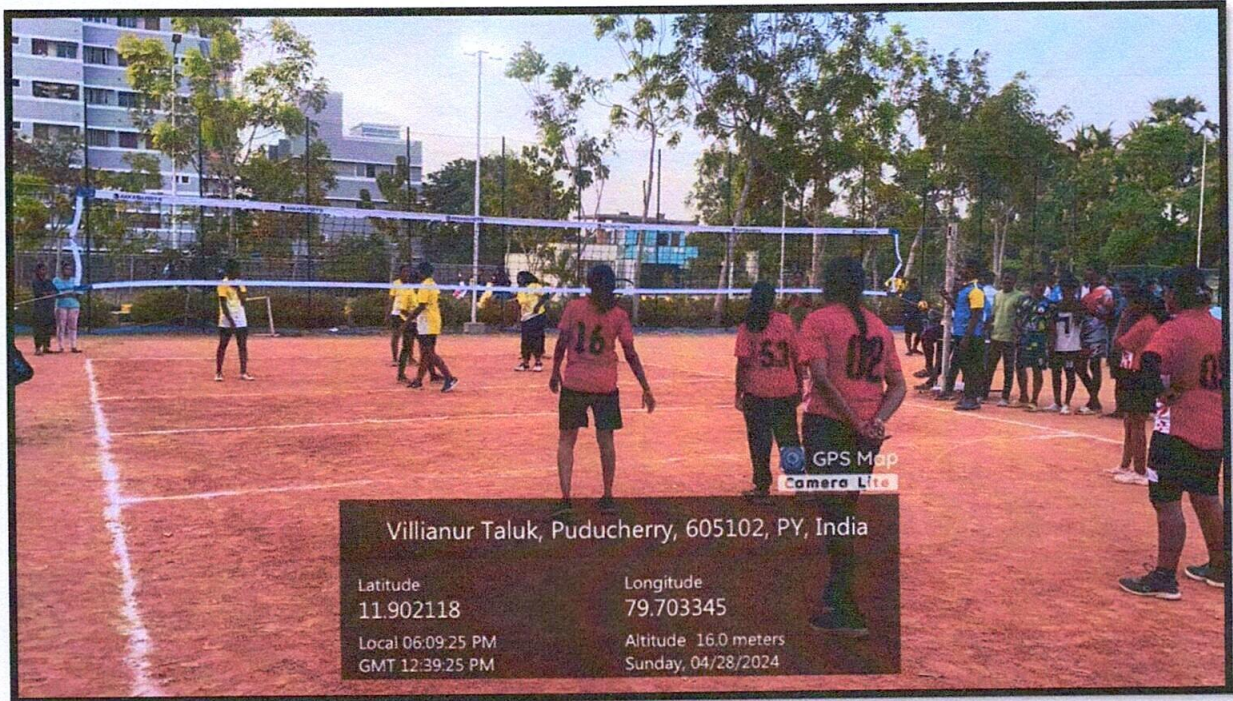 16
53
02
GPS Map
Camera Lite
Villianur Taluk, Puducherry, 605102, PY, India
Latitude
11.902118
Longitude
79.703345
Local 06:09:25 PM
GMT 12:39:25 PM
Altitude 16.0 meters
Sunday, 04/28/2024